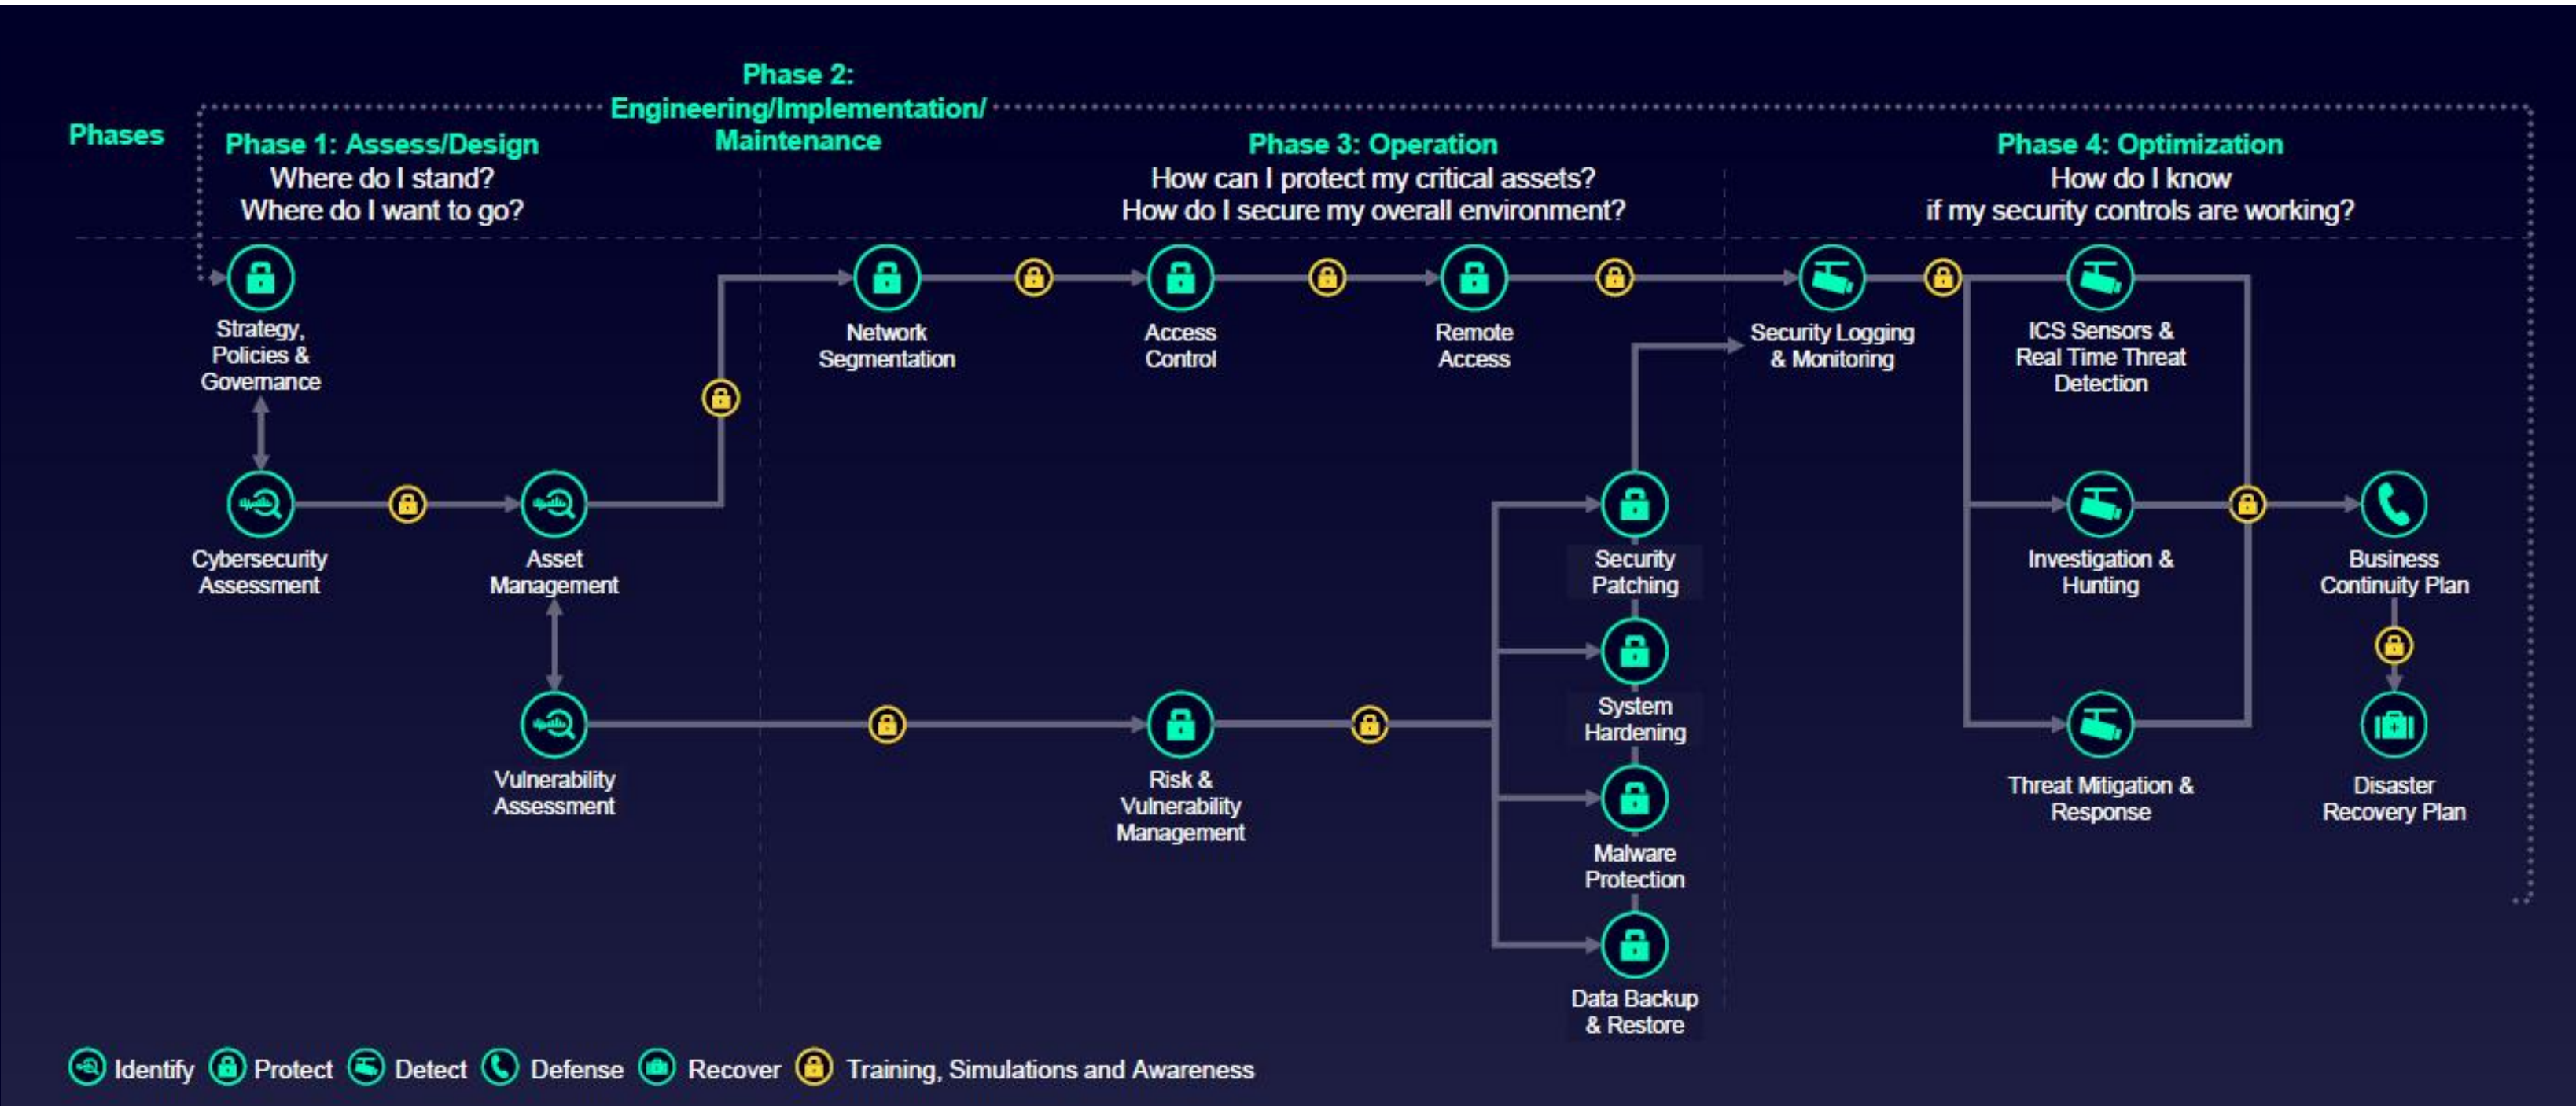 Phases
Phase 1: Assess/Design
Where do I stand?
Where do I want to go?
Phase 2:
Engineering/Implementation/
Maintenance
Phase 3: Operation
How can I protect my critical assets?
How do I secure my overall environment?
Phase 4: Optimization
How do I know
if my security controls are working?
Strategy,
Policies &
Governance
Network
Segmentation
Access
Control
Remote
Access
Security Logging
& Monitoring
ICS Sensors &
Real Time Threat
Detection
Cybersecurity
Assessment
Asset
Management
Security
Patching
Investigation &
Hunting
Business
Continuity Plan
System
Hardening
Vulnerability
Assessment
Risk &
Vulnerability
Management
Threat Mitigation &
Response
Disaster
Recovery Plan
Malware
Protection
Data Backup
& Restore
Identify
Protect
Detect
Defense
Recover
Training, Simulations and Awareness